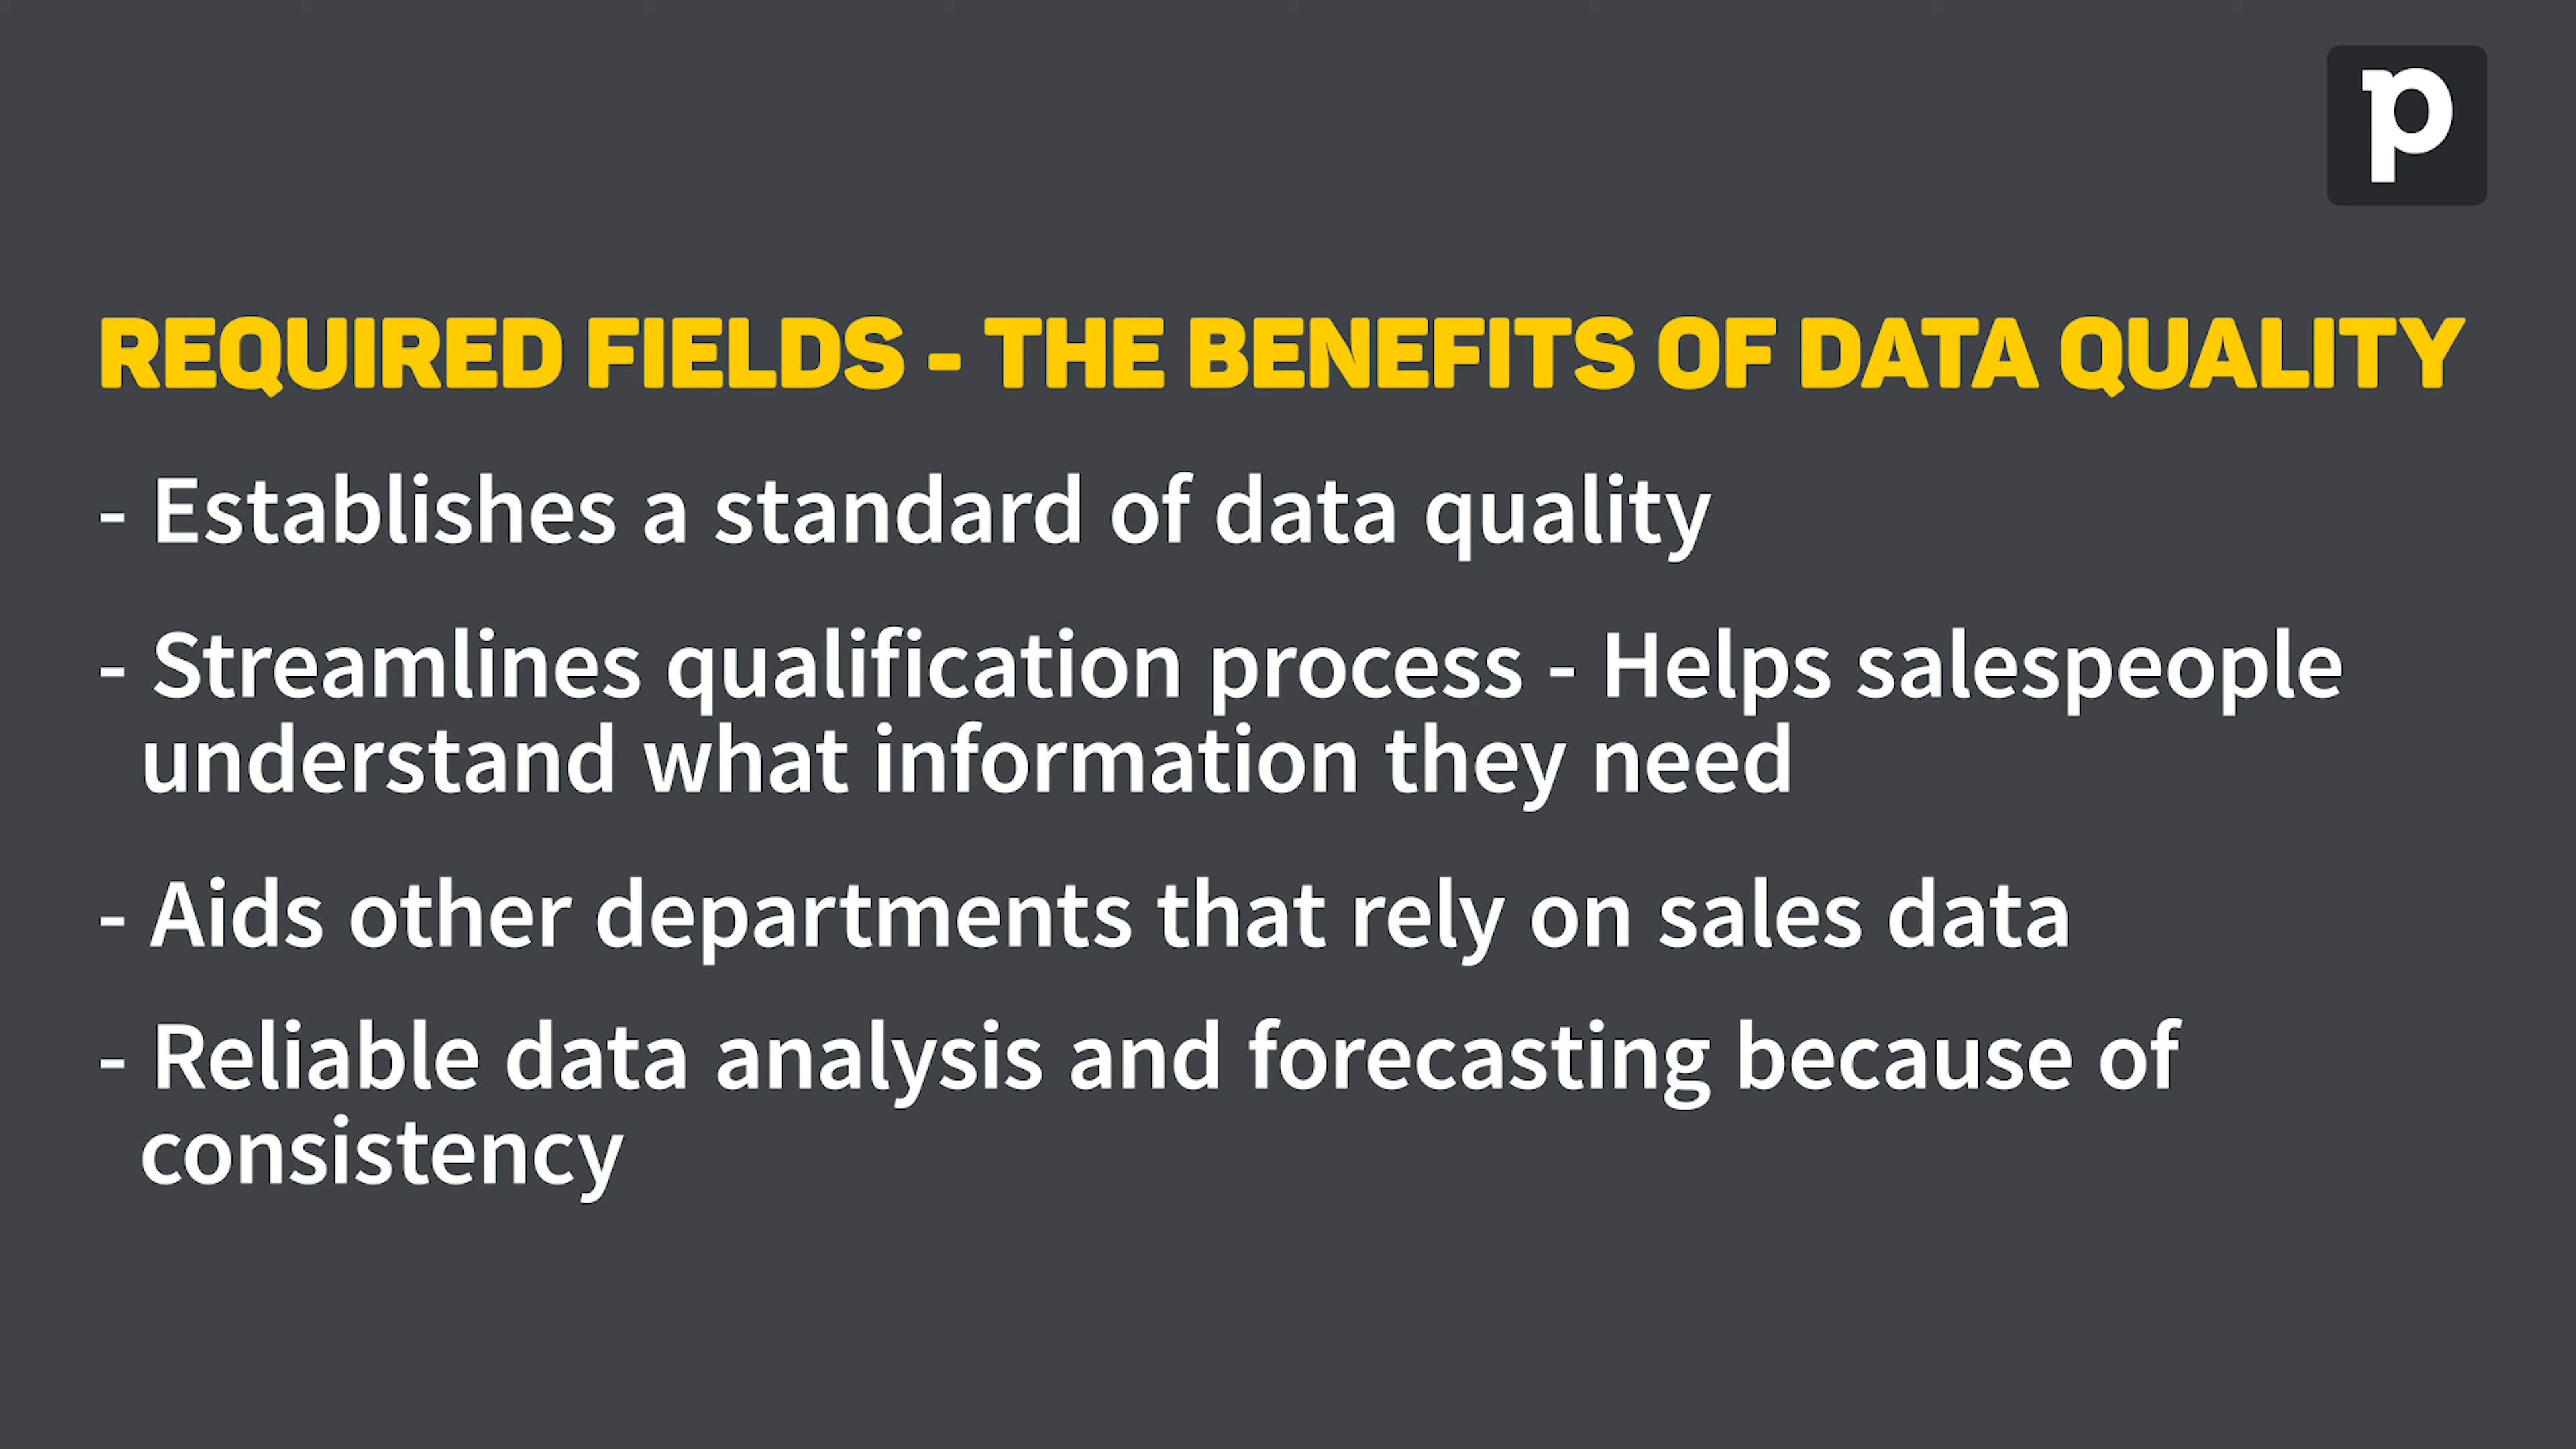 p
REQUIRED FIELDS - THE BENEFITS OF DATA QUALITY
- Establishes a standard of data quality
- Streamlines qualification process - Helps salespeople
understand what information they need
- Aids other departments that rely on sales data
- Reliable data analysis and forecasting because of
consistency